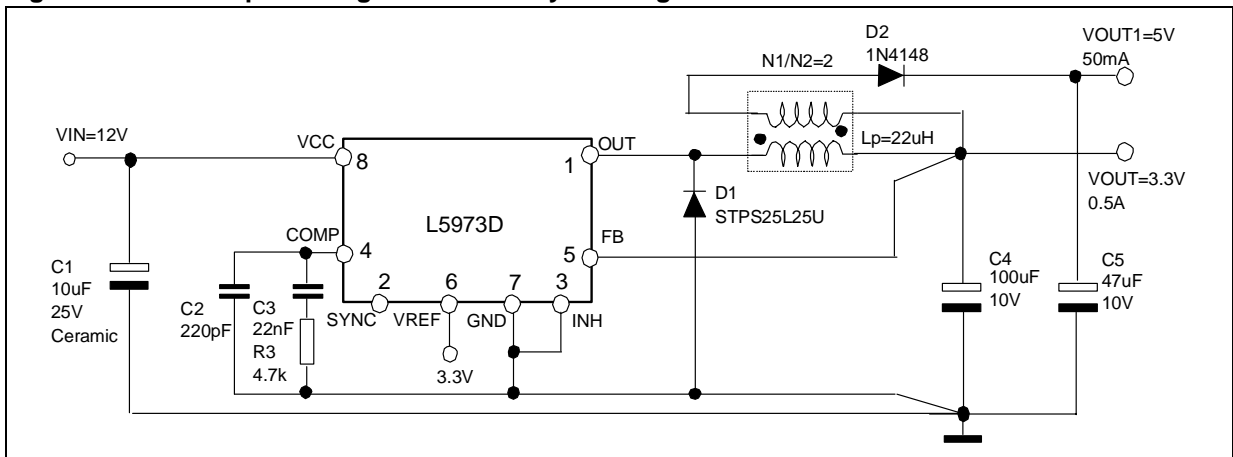 D2
1N4148
N1/N2=2
VOUT1=5V
50mA
VIN=12V
VCC
8
OUT
1
Lp=22uH
VOUT=3.3V
0.5A
D1
STPS25L25U
L5973D
COMP
4
FB
5
C1
10uF
25V
Ceramic
C2
220pF
C3
22nF
R3
4.7k
2
SYNC
6
VREF
7
GND
3
INH
3.3V
C4
100uF
10V
C5
47uF
10V